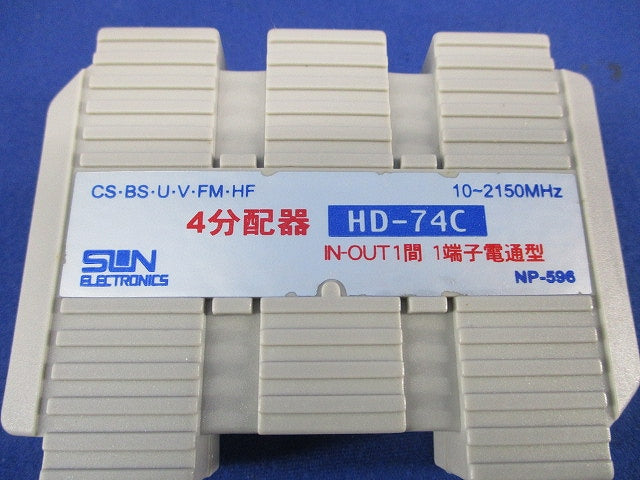 CS・BS・U・V・FM・HF 10~2150MHz
4分配器 HD-74C
IN-OUT1間 1端子電通型
SUN
ELECTRONICS
NP-596